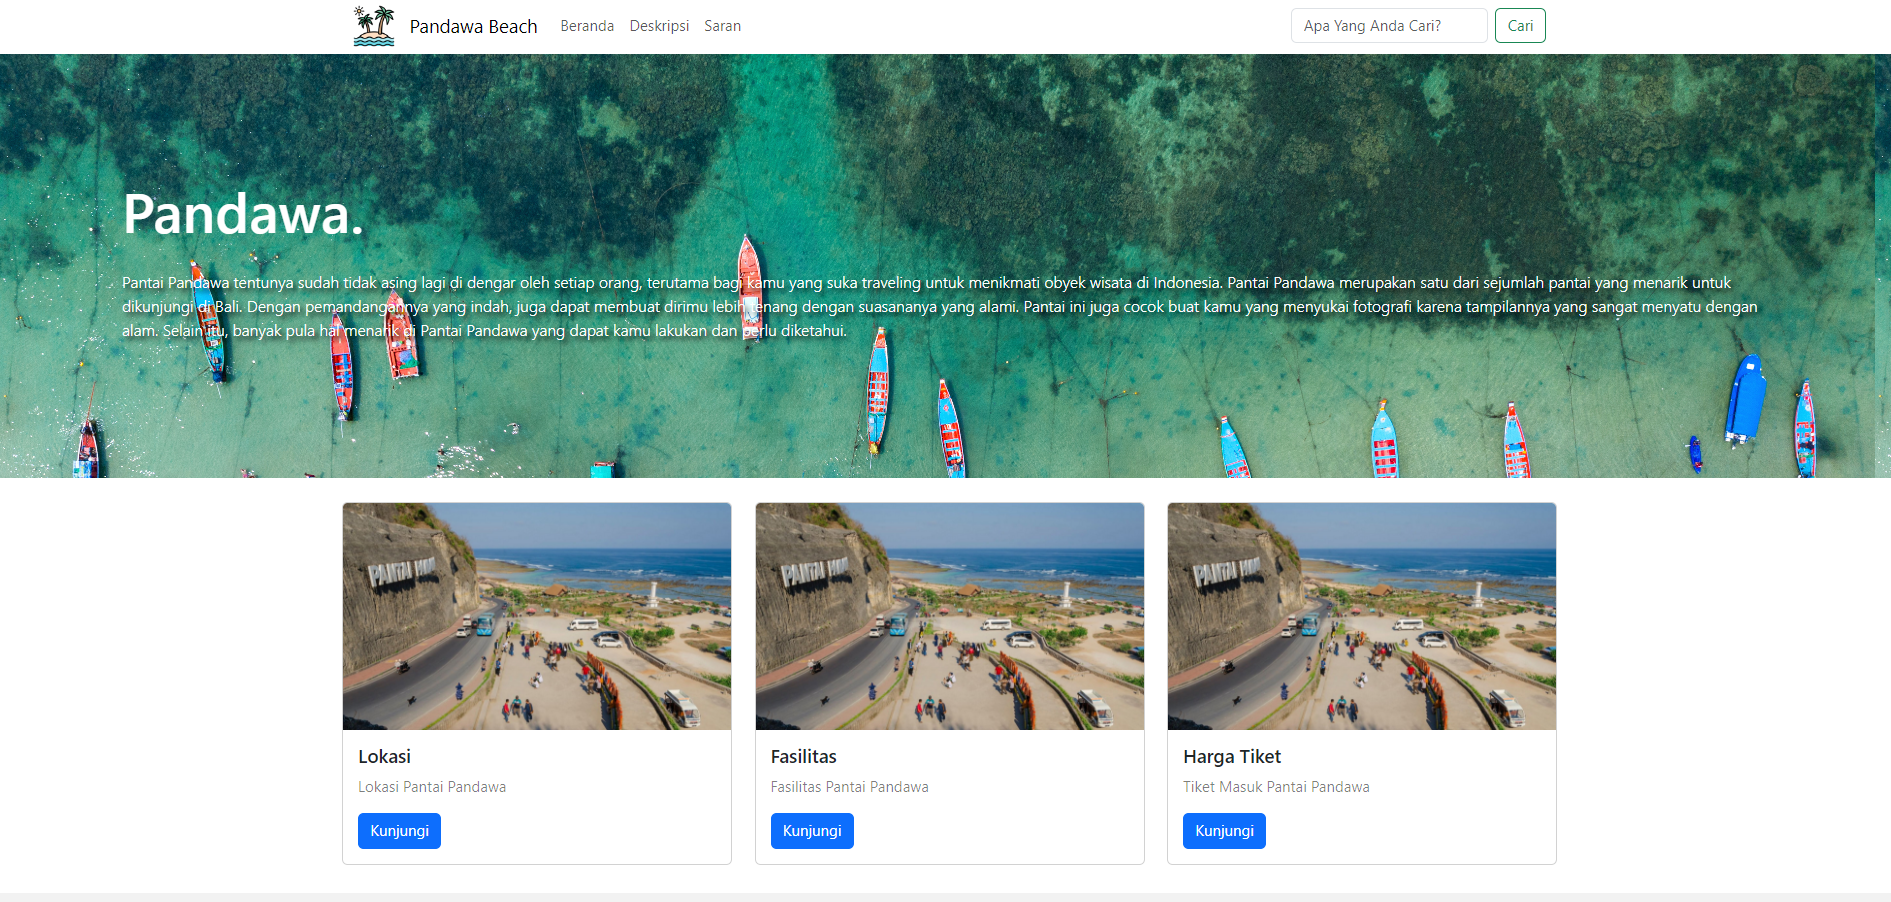 Pandawa Beach
Beranda
Deskripsi
Saran
Apa Yang Anda Cari?
Cari
Pandawa.
Pantai Pandawa tentunya sudah tidak asing lagi di dengar oleh setiap orang, terutama bagi kamu yang suka traveling untuk menikmati obyek wisata di Indonesia. Pantai Pandawa merupakan satu dari sejumlah pantai yang menarik untuk
dikunjungi di Bali. Dengan pemandangannya yang indah, juga dapat membuat dirimu lebih tenang dengan suasananya yang alami. Pantai ini juga cocok buat kamu yang menyukai fotografi karena tampilannya yang sangat menyatu dengan
alam. Selain itu, banyak pula hal menarik di Pantai Pandawa yang dapat kamu lakukan dan perlu diketahui.
PANTAI
PANTAI
PANTAI
Lokasi
Lokasi Pantai Pandawa
Kunjungi
Fasilitas
Fasilitas Pantai Pandawa
Kunjungi
Harga Tiket
Tiket Masuk Pantai Pandawa
Kunjungi